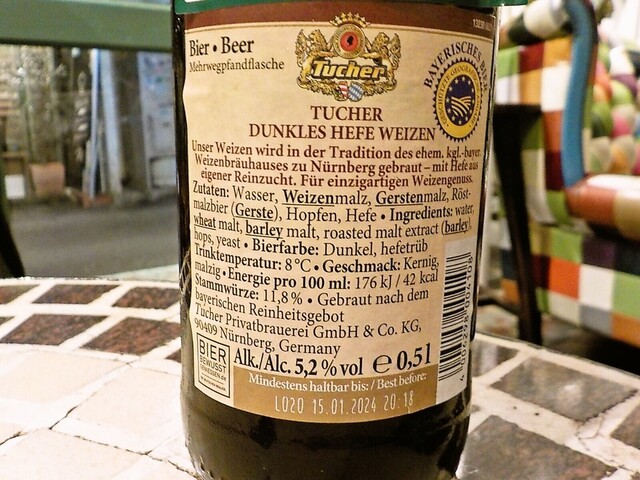 Bier • Beer
Mehrwegpfandflasche
Tucher
BAYERISCHES BIER
TUCHER
DUNKLES HEFE WEIZEN
Unser Weizen wird in der Tradition des ehem. kgl.-bayer.
Weizenbräuhauses zu Nürnberg gebraut – mit Hefe aus
eigener Reinzucht. Für einzigartigen Weizengenuss.
Zutaten: Wasser, Weizenmalz, Gerstenmalz, Röst-
malzbier (Gerste), Hopfen, Hefe • Ingredients: water,
wheat malt, barley malt, roasted malt extract (barley),
hops, yeast • Bierfarbe: Dunkel, hefetrüb
Trinktemperatur: 8°C • Geschmack: Kernig,
malzig • Energie pro 100 ml: 176 kJ / 42 kcal
Stammwürze: 11,8% • Gebraut nach dem
bayerischen Reinheitsgebot
Tucher Privatbrauerei GmbH & Co. KG,
90409 Nürnberg, Germany
BIER
BEWUSST
GENIESSEN
Alk./Alc. 5,2% vol ℮ 0,5l
Mindestens haltbar bis: / Best before:
L020 15.01.2024 20:18